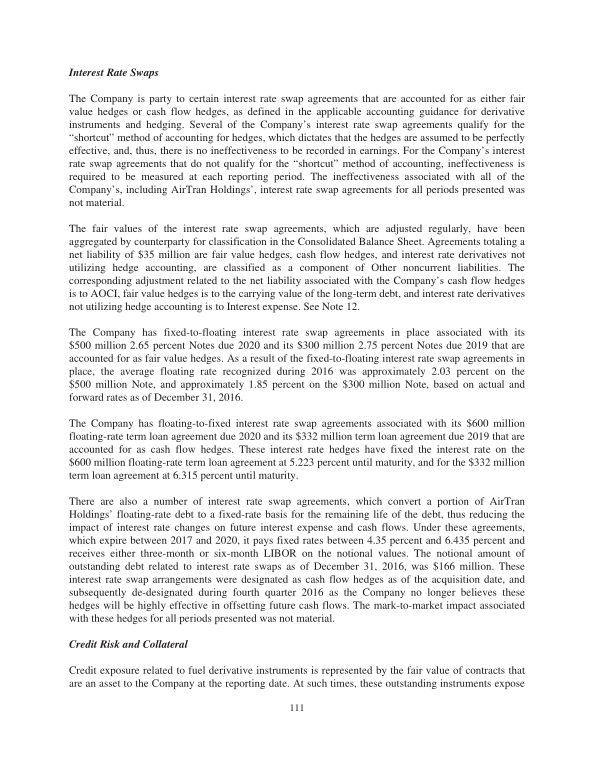 Interest Rate Swaps
The Company is party to certain interest rate swap agreements that are accounted for as either fair
value hedges or cash flow hedges, as defined in the applicable accounting guidance for derivative
instruments and hedging. Several of the Company's interest rate swap agreements qualify for the
“shortcut” method of accounting for hedges, which dictates that the hedges are assumed to be perfectly
effective, and, thus, there is no ineffectiveness to be recorded in earnings. For the Company's interest
rate swap agreements that do not qualify for the “shortcut” method of accounting, ineffectiveness is
required to be measured at each reporting period. The ineffectiveness associated with all of the
Company's, including AirTran Holdings', interest rate swap agreements for all periods presented was
not material.
The fair values of the interest rate swap agreements, which are adjusted regularly, have been
aggregated by counterparty for classification in the Consolidated Balance Sheet. Agreements totaling a
net liability of $35 million are fair value hedges, cash flow hedges, and interest rate derivatives not
utilizing hedge accounting, are classified as a component of Other noncurrent liabilities. The
corresponding adjustment related to the net liability associated with the Company's cash flow hedges
is to AOCI, fair value hedges is to the carrying value of the long-term debt, and interest rate derivatives
not utilizing hedge accounting is to Interest expense. See Note 12.
The Company has fixed-to-floating interest rate swap agreements in place associated with its
$500 million 2.65 percent Notes due 2020 and its $300 million 2.75 percent Notes due 2019 that are
accounted for as fair value hedges. As a result of the fixed-to-floating interest rate swap agreements in
place, the average floating rate recognized during 2016 was approximately 2.03 percent on the
$500 million Note, and approximately 1.85 percent on the $300 million Note, based on actual and
forward rates as of December 31, 2016.
The Company has floating-to-fixed interest rate swap agreements associated with its $600 million
floating-rate term loan agreement due 2020 and its $332 million term loan agreement due 2019 that are
accounted for as cash flow hedges. These interest rate hedges have fixed the interest rate on the
$600 million floating-rate term loan agreement at 5.223 percent until maturity, and for the $332 million
term loan agreement at 6.315 percent until maturity.
There are also a number of interest rate swap agreements, which convert a portion of AirTran
Holdings' floating-rate debt to a fixed-rate basis for the remaining life of the debt, thus reducing the
impact of interest rate changes on future interest expense and cash flows. Under these agreements,
which expire between 2017 and 2020, it pays fixed rates between 4.35 percent and 6.435 percent and
receives either three-month or six-month LIBOR on the notional values. The notional amount of
outstanding debt related to interest rate swaps as of December 31, 2016, was $166 million. These
interest rate swap arrangements were designated as cash flow hedges as of the acquisition date, and
subsequently de-designated during fourth quarter 2016 as the Company no longer believes these
hedges will be highly effective in offsetting future cash flows. The mark-to-market impact associated
with these hedges for all periods presented was not material.
Credit Risk and Collateral
Credit exposure related to fuel derivative instruments is represented by the fair value of contracts that
are an asset to the Company at the reporting date. At such times, these outstanding instruments expose
111